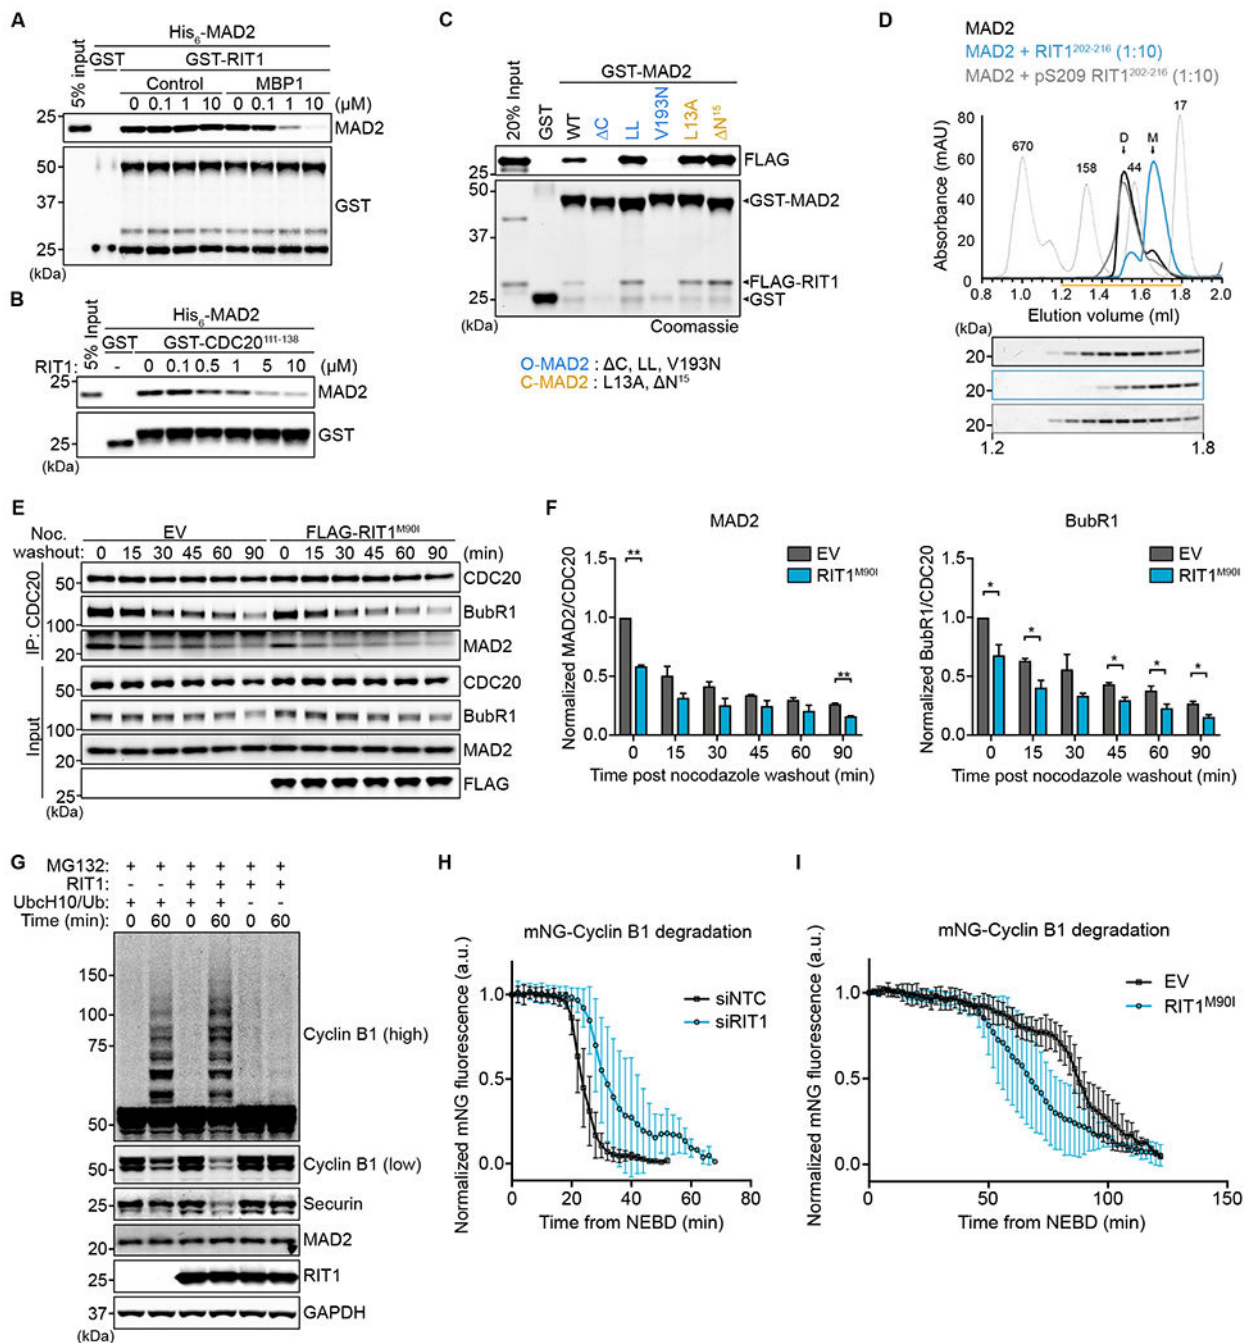 A
His6-MAD2
5% input
GST
GST-RIT1
Control
MBP1
0 0.1 1 10 0 0.1 1 10 (µM)
25
MAD2
50
37
25
GST
(kDa)
B
His6-MAD2
5% Input
GST
GST-CDC20 111-138
RIT1: - 0 0.1 0.5 1 5 10 (µM)
25
MAD2
25
GST
(kDa)
C
GST-MAD2
20% Input
GST
WT
ΔC
LL
V193N
L13A
ΔN15
25
FLAG
50
GST-MAD2
37
FLAG-RIT1
25
GST
(kDa)
Coomassie
O-MAD2 : ΔC, LL, V193N
C-MAD2 : L13A, ΔN15
D
MAD2
MAD2 + RIT1 202-216 (1:10)
MAD2 + pS209 RIT1 202-216 (1:10)
17
80
670
D M
60
158
44
40
20
0
Absorbance (mAU)
0.8 1.0 1.2 1.4 1.6 1.8 2.0
Elution volume (ml)
(kDa)
20
20
20
1.2 1.8
E
Noc. washout:
EV
FLAG-RIT1 M90I
0 15 30 45 60 90 0 15 30 45 60 90 (min)
IP: CDC20
50
CDC20
100
BubR1
20
MAD2
Input
50
CDC20
100
BubR1
20
MAD2
25
FLAG
(kDa)
F
MAD2
Normalized MAD2/CDC20
1.5
1.0
0.5
0.0
EV
RIT1 M90I
**
**
0 15 30 45 60 90
Time post nocodazole washout (min)
BubR1
Normalized BubR1/CDC20
1.5
1.0
0.5
0.0
EV
RIT1 M90I
*
*
*
*
*
0 15 30 45 60 90
Time post nocodazole washout (min)
G
MG132: + + + + + +
RIT1: - - + + + +
UbcH10/Ub: + + + + - -
Time (min): 0 60 0 60 0 60
150
100
75
Cyclin B1 (high)
50
50
Cyclin B1 (low)
25
Securin
20
MAD2
25
RIT1
37
GAPDH
(kDa)
H
mNG-Cyclin B1 degradation
Normalized mNG fluorescence (a.u.)
1.0
0.5
0.0
siNTC
siRIT1
0 20 40 60 80
Time from NEBD (min)
I
mNG-Cyclin B1 degradation
Normalized mNG fluorescence (a.u.)
1.0
0.5
0.0
EV
RIT1 M90I
0 50 100 150
Time from NEBD (min)